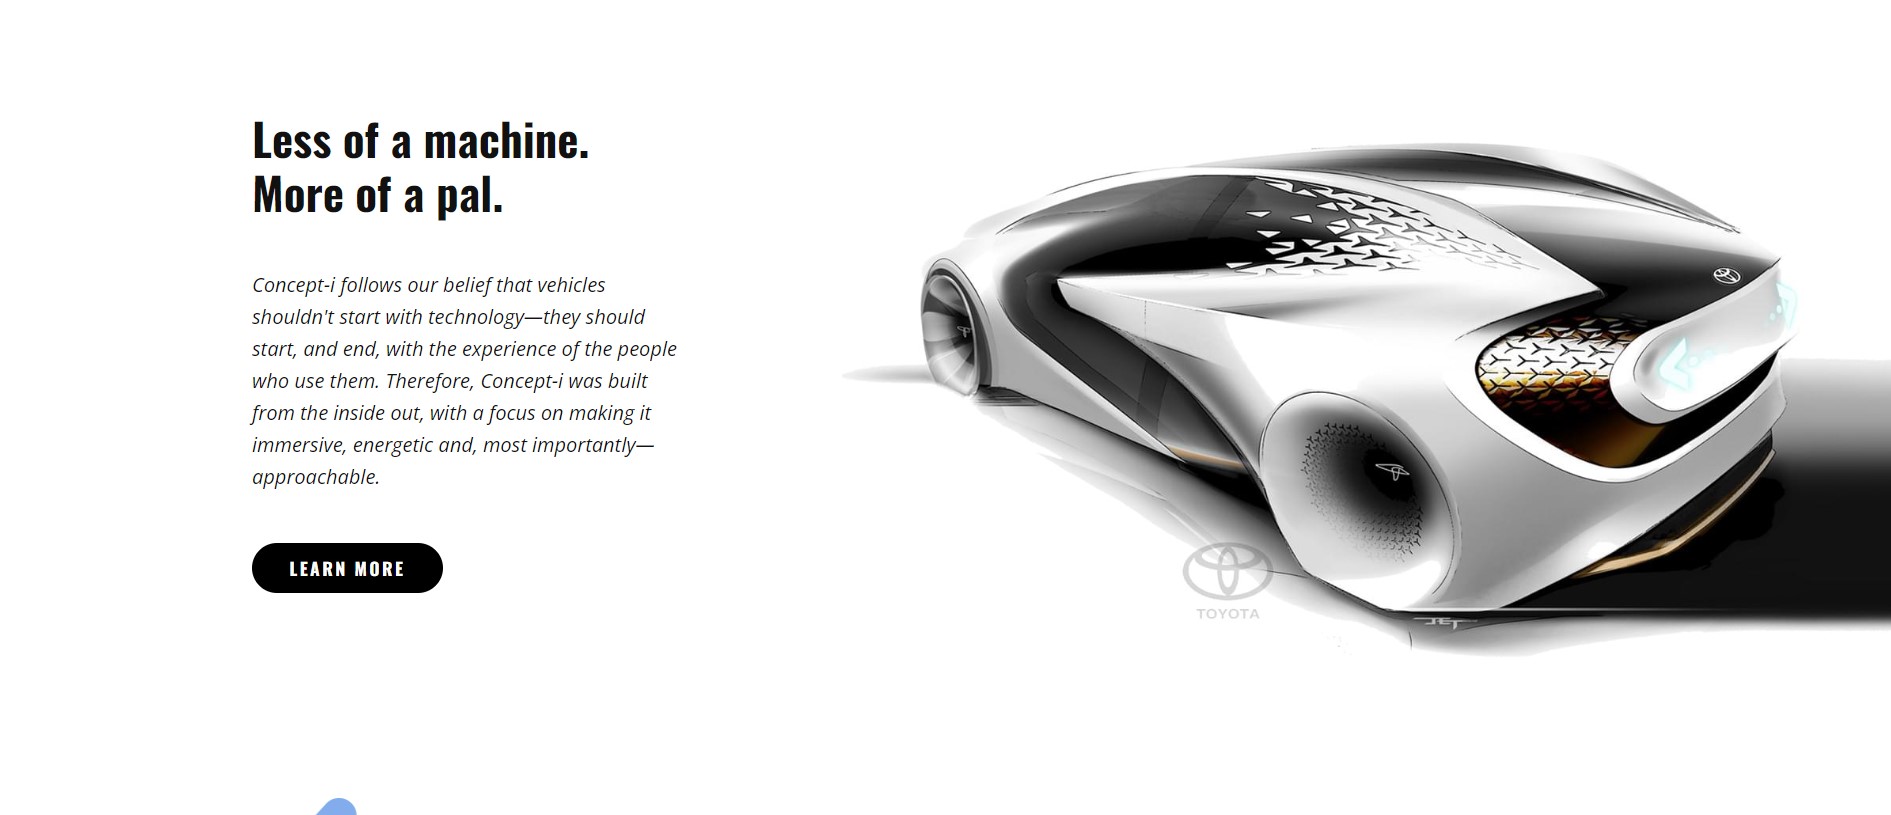 Less of a machine.
More of a pal.
Concept-i follows our belief that vehicles
shouldn't start with technology—they should
start, and end, with the experience of the people
who use them. Therefore, Concept-i was built
from the inside out, with a focus on making it
immersive, energetic and, most importantly—
approachable.
LEARN MORE
TOYOTA